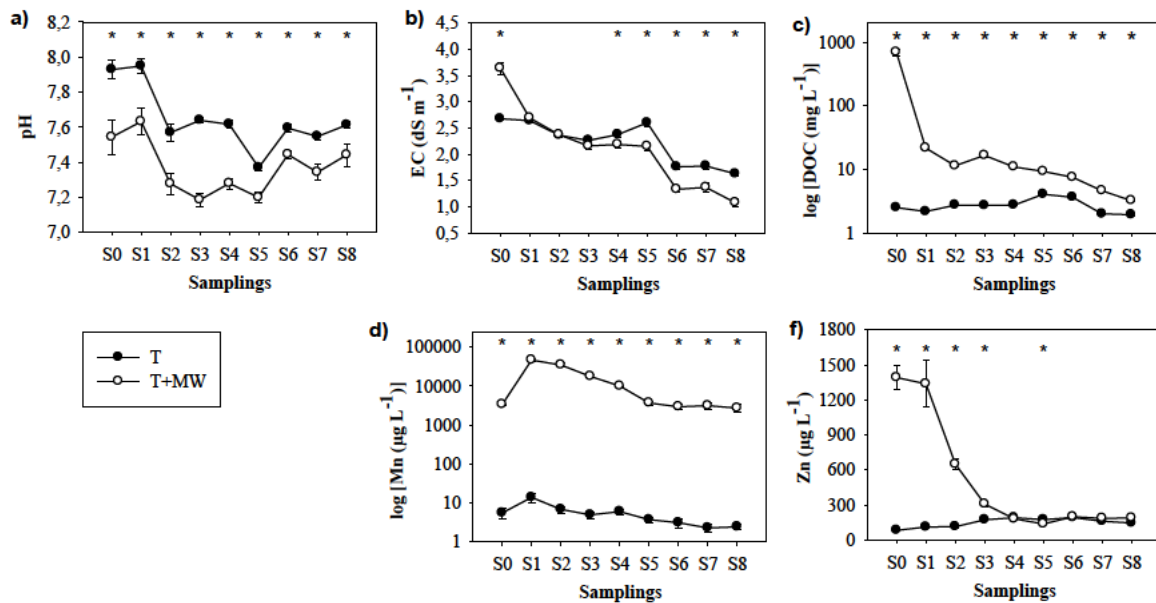 a)
8,2
8,0
7,8
7,6
7,4
7,2
7,0
pH
* * * * * * * * *
S0 S1 S2 S3 S4 S5 S6 S7 S8
Samplings
b)
4,5
4,0
3,5
3,0
2,5
2,0
1,5
1,0
0,5
EC (dS m⁻¹)
* * * * * *
S0 S1 S2 S3 S4 S5 S6 S7 S8
Samplings
c)
1000
100
10
1
log [DOC (mg L⁻¹)]
* * * * * * * * *
S0 S1 S2 S3 S4 S5 S6 S7 S8
Samplings
T
T+MW
d)
100000
10000
1000
100
10
1
log [Mn (µg L⁻¹)]
* * * * * * * * *
S0 S1 S2 S3 S4 S5 S6 S7 S8
Samplings
f)
1800
1500
1200
900
600
300
0
Zn (µg L⁻¹)
* * * * *
S0 S1 S2 S3 S4 S5 S6 S7 S8
Samplings